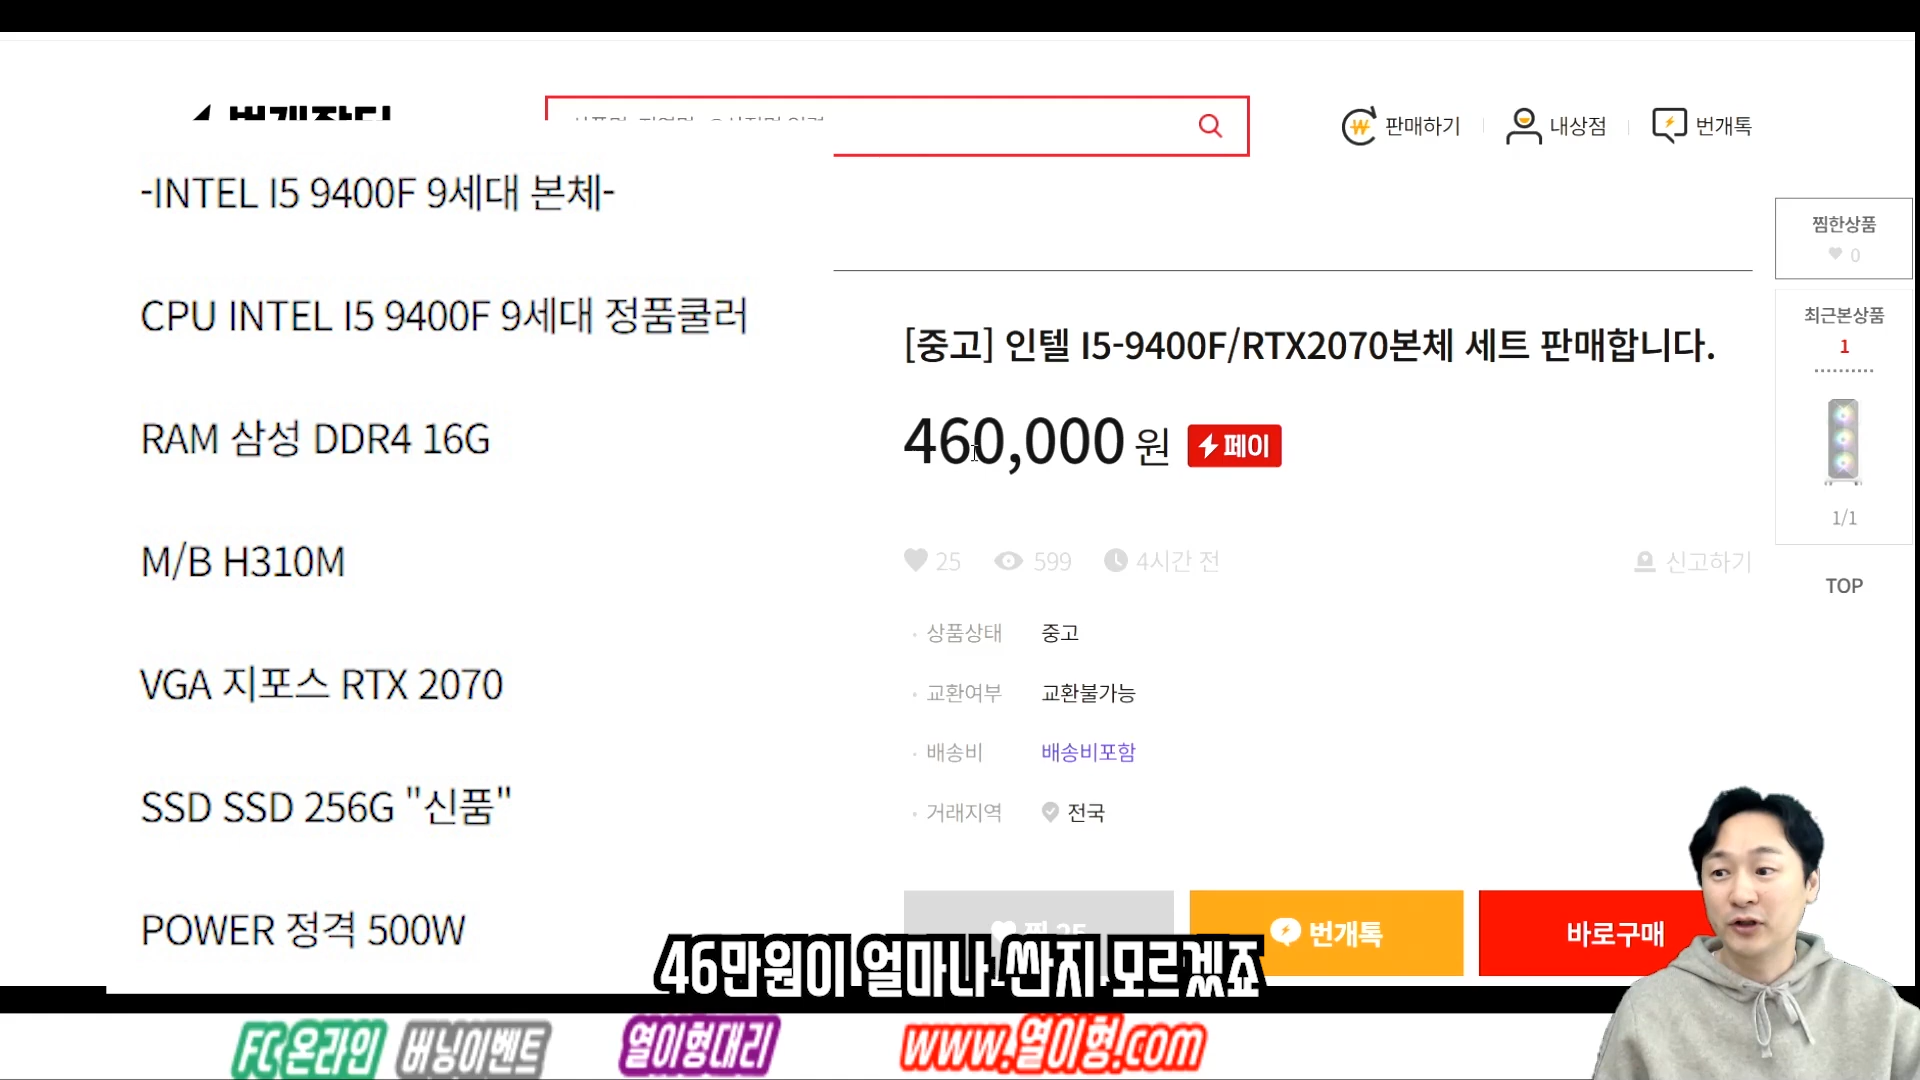 판매하기
내상점
번개톡
-INTEL I5 9400F 9세대 본체-
CPU INTEL I5 9400F 9세대 정품쿨러
RAM 삼성 DDR4 16G
M/B H310M
VGA 지포스 RTX 2070
SSD SSD 256G "신품"
POWER 정격 500W
[중고] 인텔 I5-9400F/RTX2070본체 세트 판매합니다.
460,000 원 페이
25 599 4시간 전 신고하기
상품상태 중고
교환여부 교환불가능
배송비 배송비포함
거래지역 전국
번개톡
바로구매
찜한상품
0
최근본상품
1
1/1
TOP
46만원이 얼마나 싼지 모르겠죠
FC온라인 버닝이벤트 열이형대리 www.열이형.com